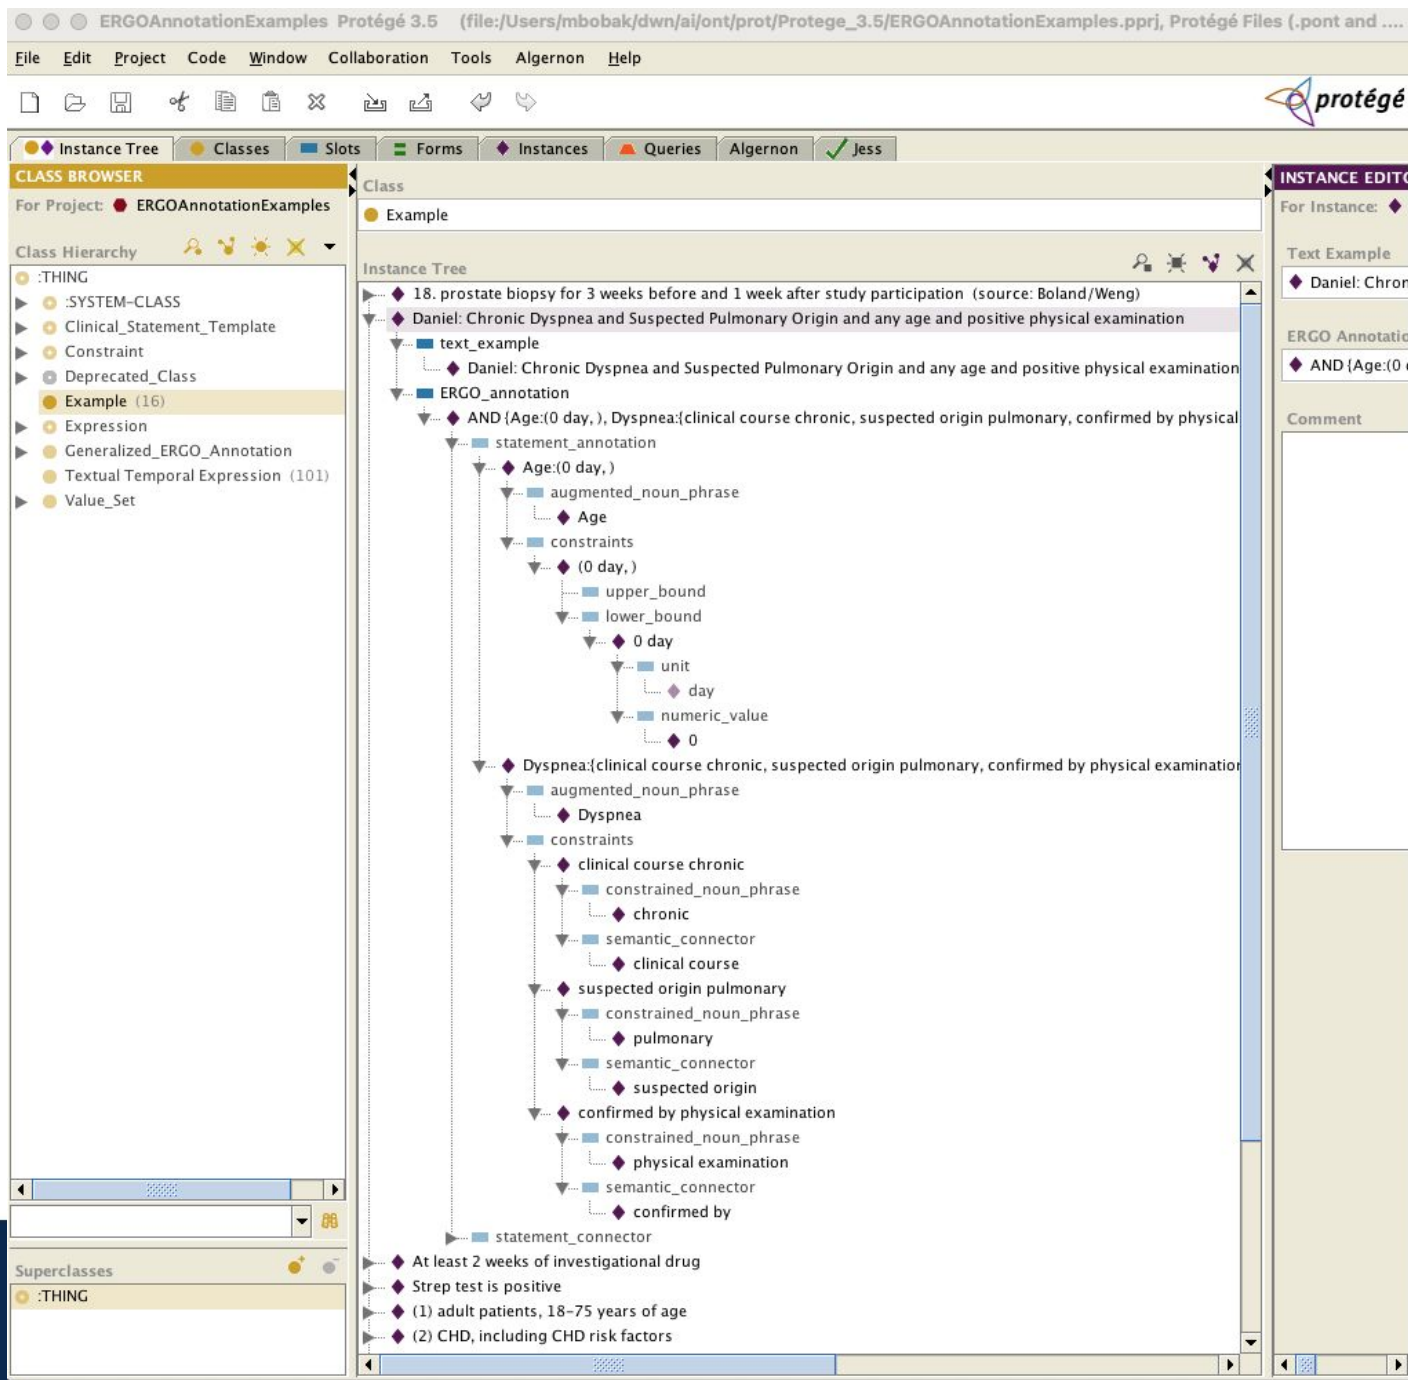 ERGOAnnotationExamples Protégé 3.5 (file:/Users/mbobak/dwn/ai/ont/prot/Protege_3.5/ERGOAnnotationExamples.pprj, Protégé Files (.pont and ....
File Edit Project Code Window Collaboration Tools Algernon Help
protégé
Instance Tree Classes Slots Forms Instances Queries Algernon Jess
CLASS BROWSER
For Project: ERGOAnnotationExamples
Class Hierarchy
:THING
:SYSTEM-CLASS
Clinical_Statement_Template
Constraint
Deprecated_Class
Example (16)
Expression
Generalized_ERGO_Annotation
Textual Temporal Expression (101)
Value_Set
Superclasses
:THING
Class
Example
Instance Tree
18. prostate biopsy for 3 weeks before and 1 week after study participation (source: Boland/Weng)
Daniel: Chronic Dyspnea and Suspected Pulmonary Origin and any age and positive physical examination
text_example
Daniel: Chronic Dyspnea and Suspected Pulmonary Origin and any age and positive physical examination
ERGO_annotation
AND {Age:(0 day, ), Dyspnea:{clinical course chronic, suspected origin pulmonary, confirmed by physical
statement_annotation
Age:(0 day, )
augmented_noun_phrase
Age
constraints
(0 day, )
upper_bound
lower_bound
0 day
unit
day
numeric_value
0
Dyspnea:{clinical course chronic, suspected origin pulmonary, confirmed by physical examination
augmented_noun_phrase
Dyspnea
constraints
clinical course chronic
constrained_noun_phrase
chronic
semantic_connector
clinical course
suspected origin pulmonary
constrained_noun_phrase
pulmonary
semantic_connector
suspected origin
confirmed by physical examination
constrained_noun_phrase
physical examination
semantic_connector
confirmed by
statement_connector
At least 2 weeks of investigational drug
Strep test is positive
(1) adult patients, 18-75 years of age
(2) CHD, including CHD risk factors
INSTANCE EDITO
For Instance:
Text Example
Daniel: Chron
ERGO Annotatio
AND {Age:(0
Comment